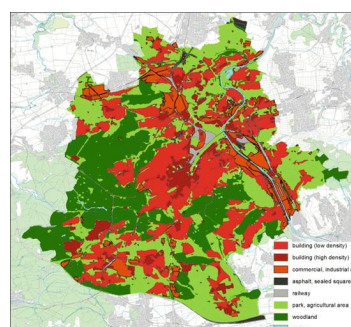 building (low density)
building (high density)
commercial, industrial a
asphalt, sealed square
railway
park, agricultural area
woodland